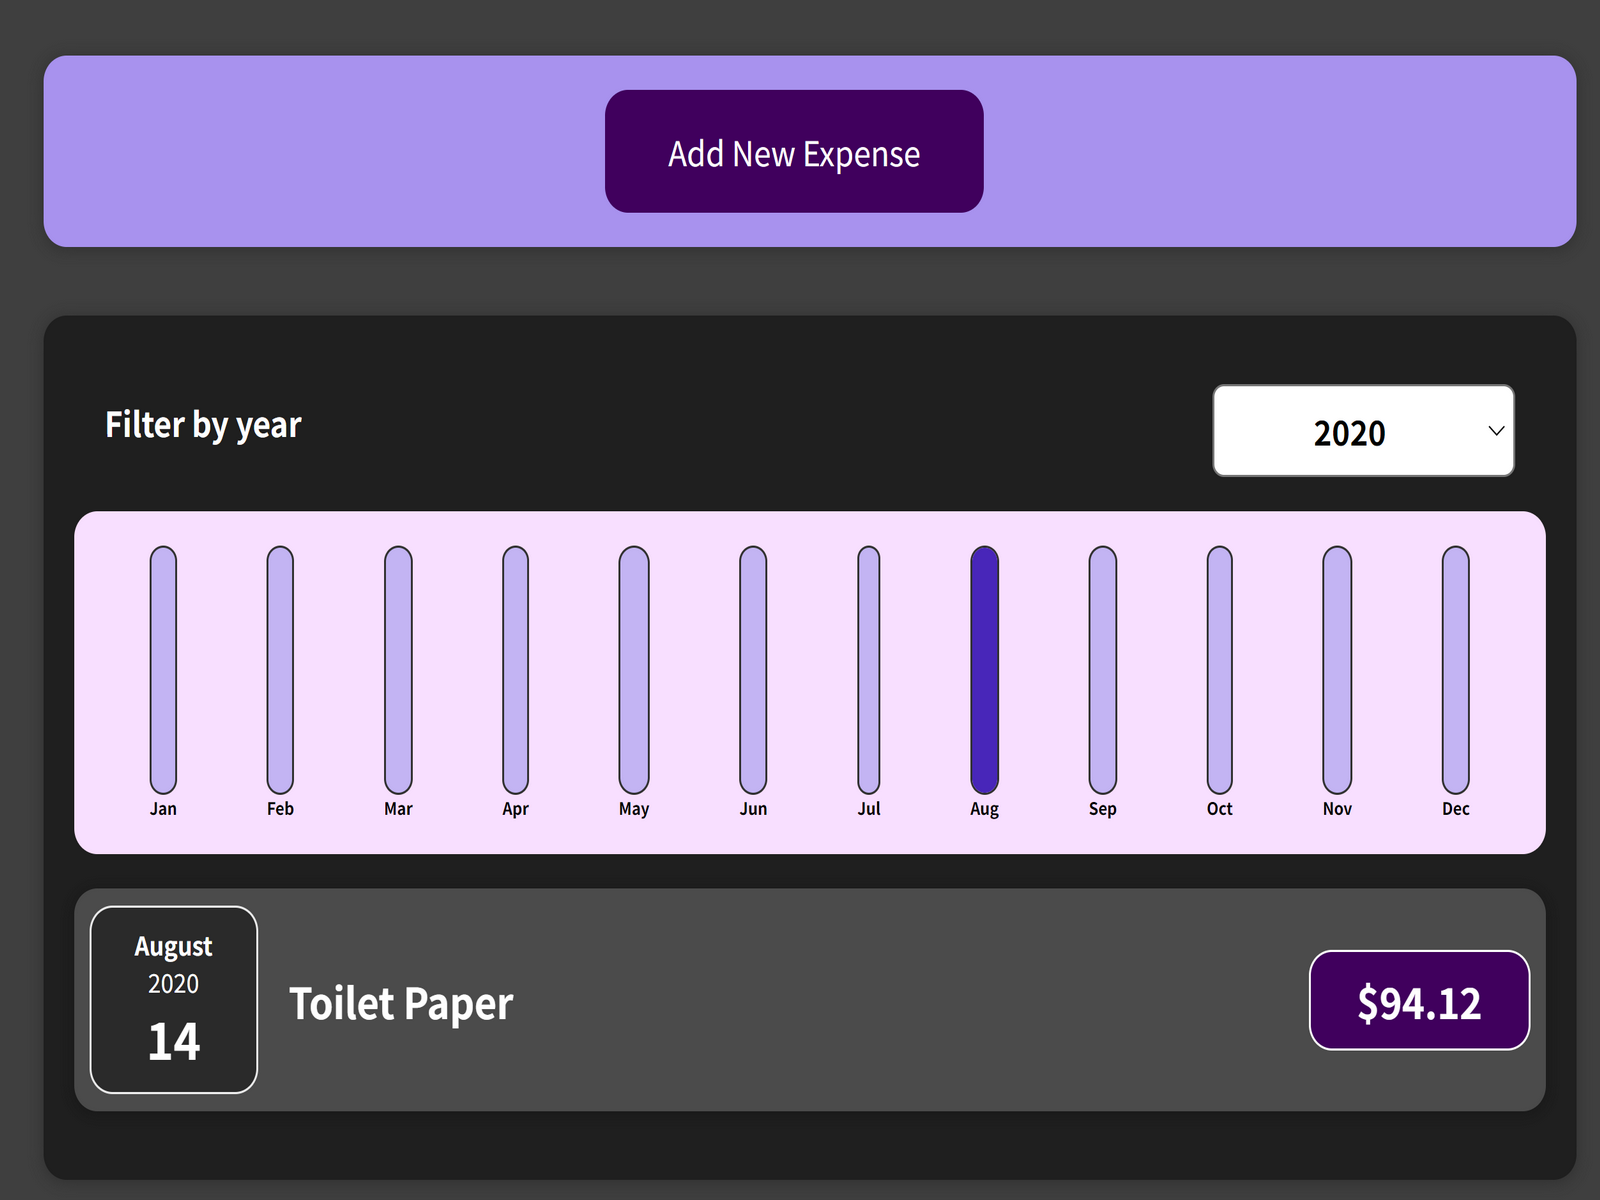 Add New Expense
Filter by year
2020
Jan Feb Mar Apr May Jun Jul Aug Sep Oct Nov Dec
August
2020
14
Toilet Paper
$94.12